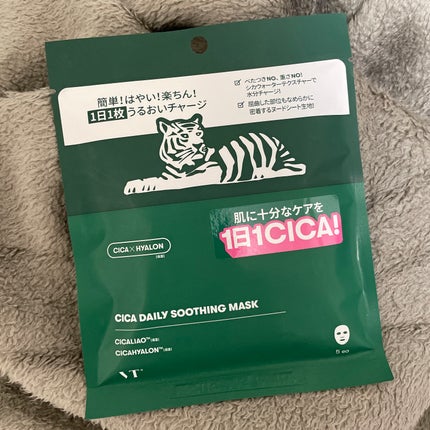 簡単!はやい!楽ちん!
1日1枚うるおいチャージ
べたつきNO、重さNO!
シカウォーターテクスチャーで
水分チャージ!
屈曲した部位もなめらかに
密着するヌードシート生地!
肌に十分なケアを
1日1CICA!
CICA×HYALON
CICA DAILY SOOTHING MASK
CICALIAO™
CICAHYALON™
VT